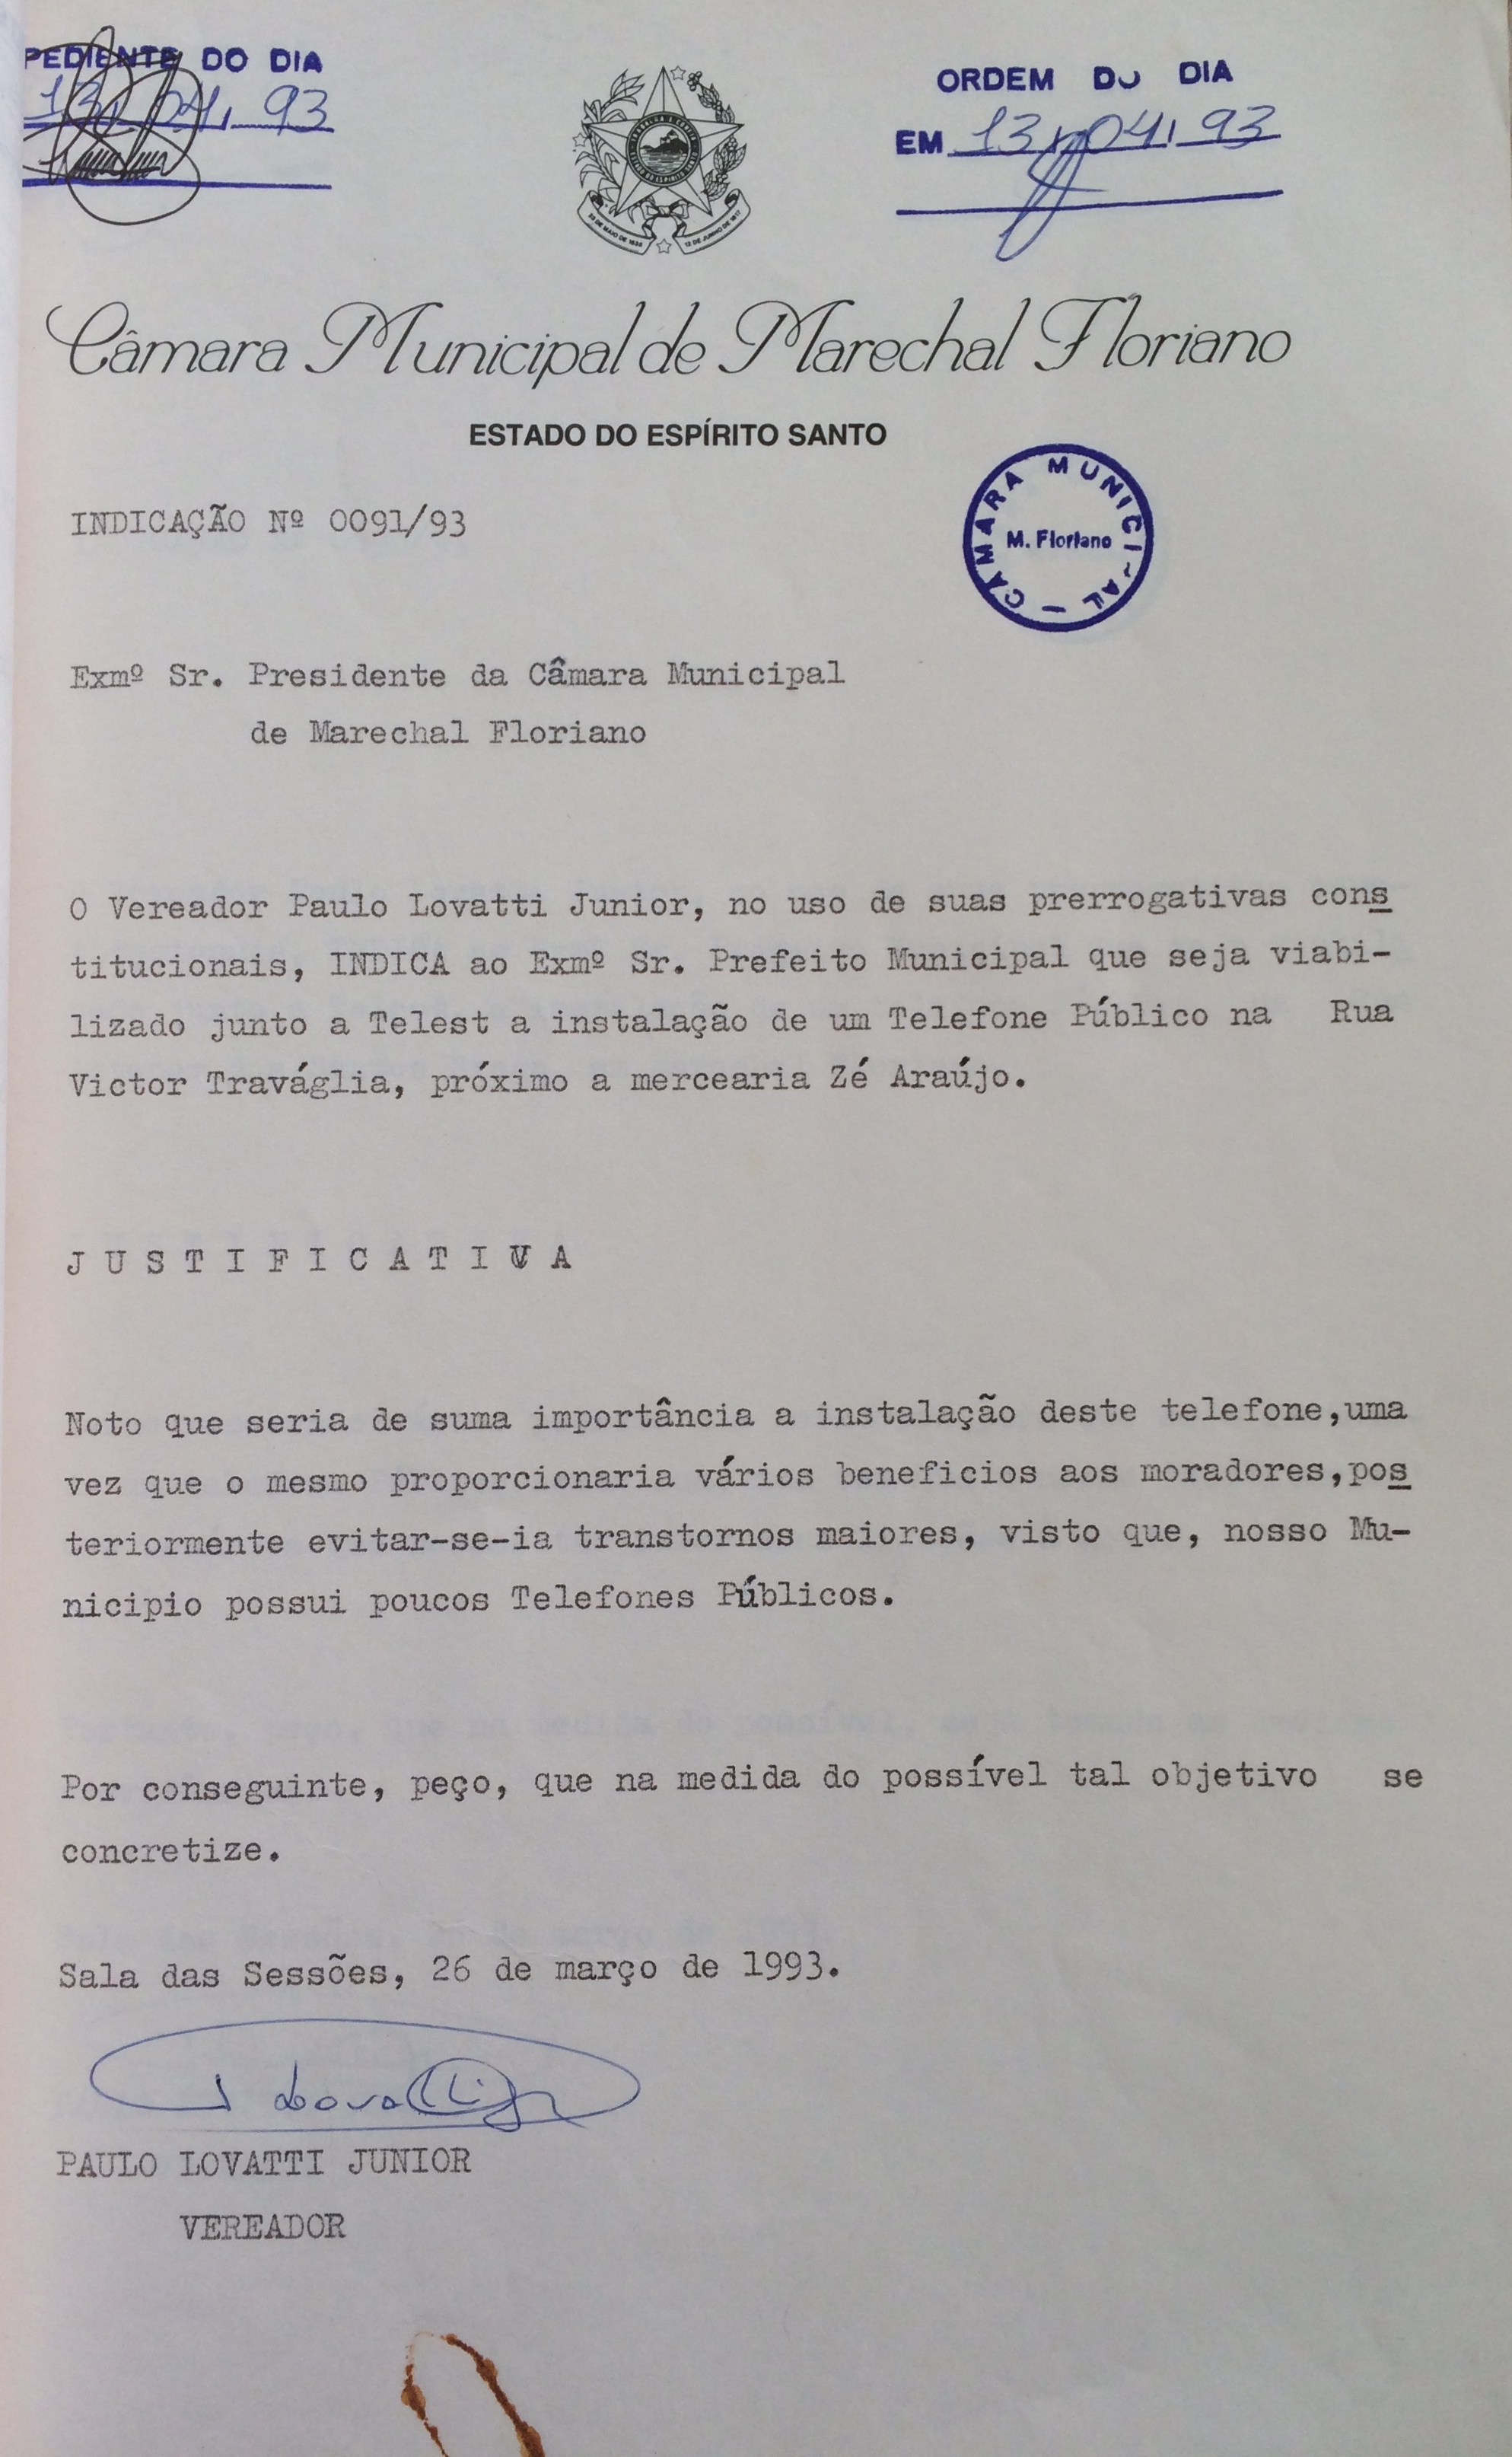 PEDIENTE DO DIA
13, 04, 93
ORDEM DO DIA
EM 13, 04, 93
Câmara Municipal de Marechal Floriano
ESTADO DO ESPÍRITO SANTO
CÂMARA MUNICIPAL
M. Floriano
INDICAÇÃO Nº 0091/93
Exmº Sr. Presidente da Câmara Municipal
de Marechal Floriano
O Vereador Paulo Lovatti Junior, no uso de suas prerrogativas cons
titucionais, INDICA ao Exmº Sr. Prefeito Municipal que seja viabi-
lizado junto a Telest a instalação de um Telefone Público na Rua
Victor Traváglia, próximo a mercearia Zé Araújo.
J U S T I F I C A T I V A
Noto que seria de suma importância a instalação deste telefone,uma
vez que o mesmo proporcionaria vários beneficios aos moradores,pos
teriormente evitar-se-ia transtornos maiores, visto que, nosso Mu-
nicipio possui poucos Telefones Públicos.
Por conseguinte, peço, que na medida do possível tal objetivo se
concretize.
Sala das Sessões, 26 de março de 1993.
PAULO LOVATTI JUNIOR
VEREADOR